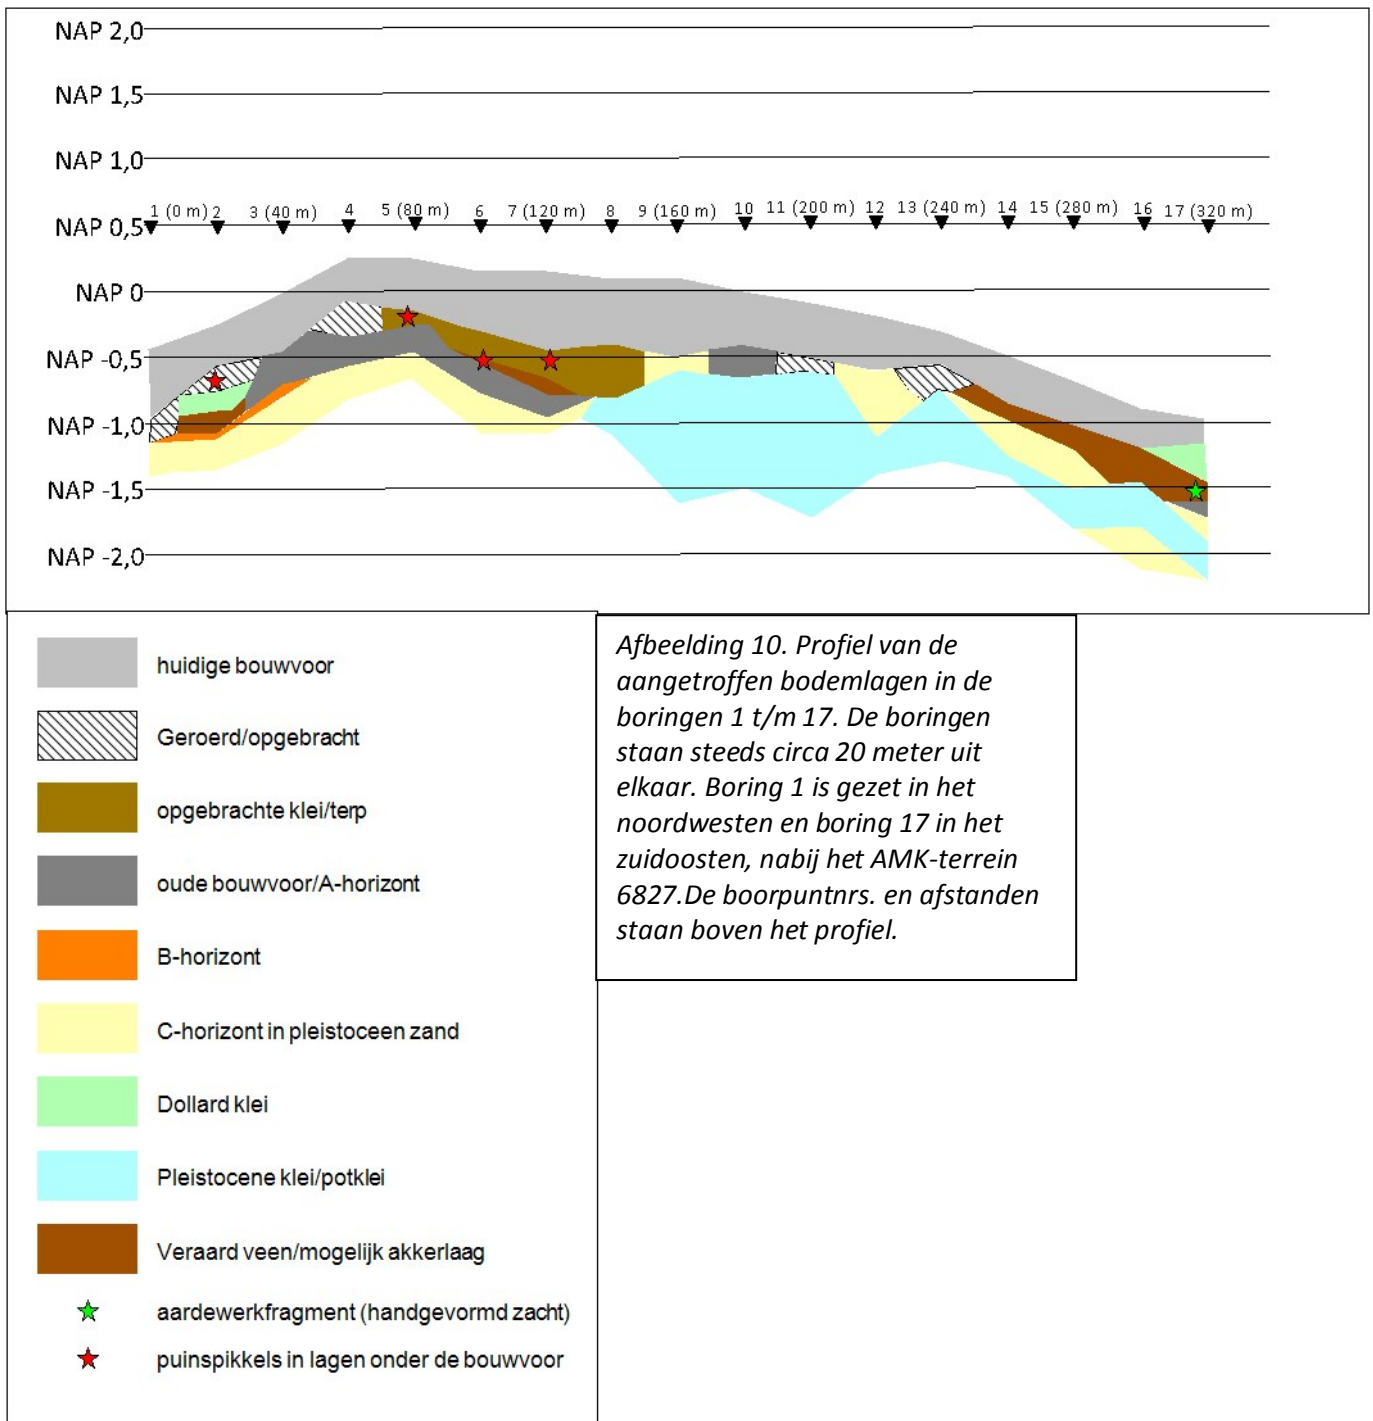 NAP 2,0
NAP 1,5
NAP 1,0
1 (0 m) 2 3 (40 m) 4 5 (80 m) 6 7 (120 m) 8 9 (160 m) 10 11 (200 m) 12 13 (240 m) 14 15 (280 m) 16 17 (320 m)
NAP 0,5
NAP 0
NAP -0,5
NAP -1,0
NAP -1,5
NAP -2,0
huidige bouwvoor
Geroerd/opgebracht
opgebrachte klei/terp
oude bouwvoor/A-horizont
B-horizont
C-horizont in pleistoceen zand
Dollard klei
Pleistocene klei/potklei
Veraard veen/mogelijk akkerlaag
aardewerkfragment (handgevormd zacht)
puinspikkels in lagen onder de bouwvoor
Afbeelding 10. Profiel van de
aangetroffen bodemlagen in de
boringen 1 t/m 17. De boringen
staan steeds circa 20 meter uit
elkaar. Boring 1 is gezet in het
noordwesten en boring 17 in het
zuidoosten, nabij het AMK-terrein
6827.De boorpuntnrs. en afstanden
staan boven het profiel.